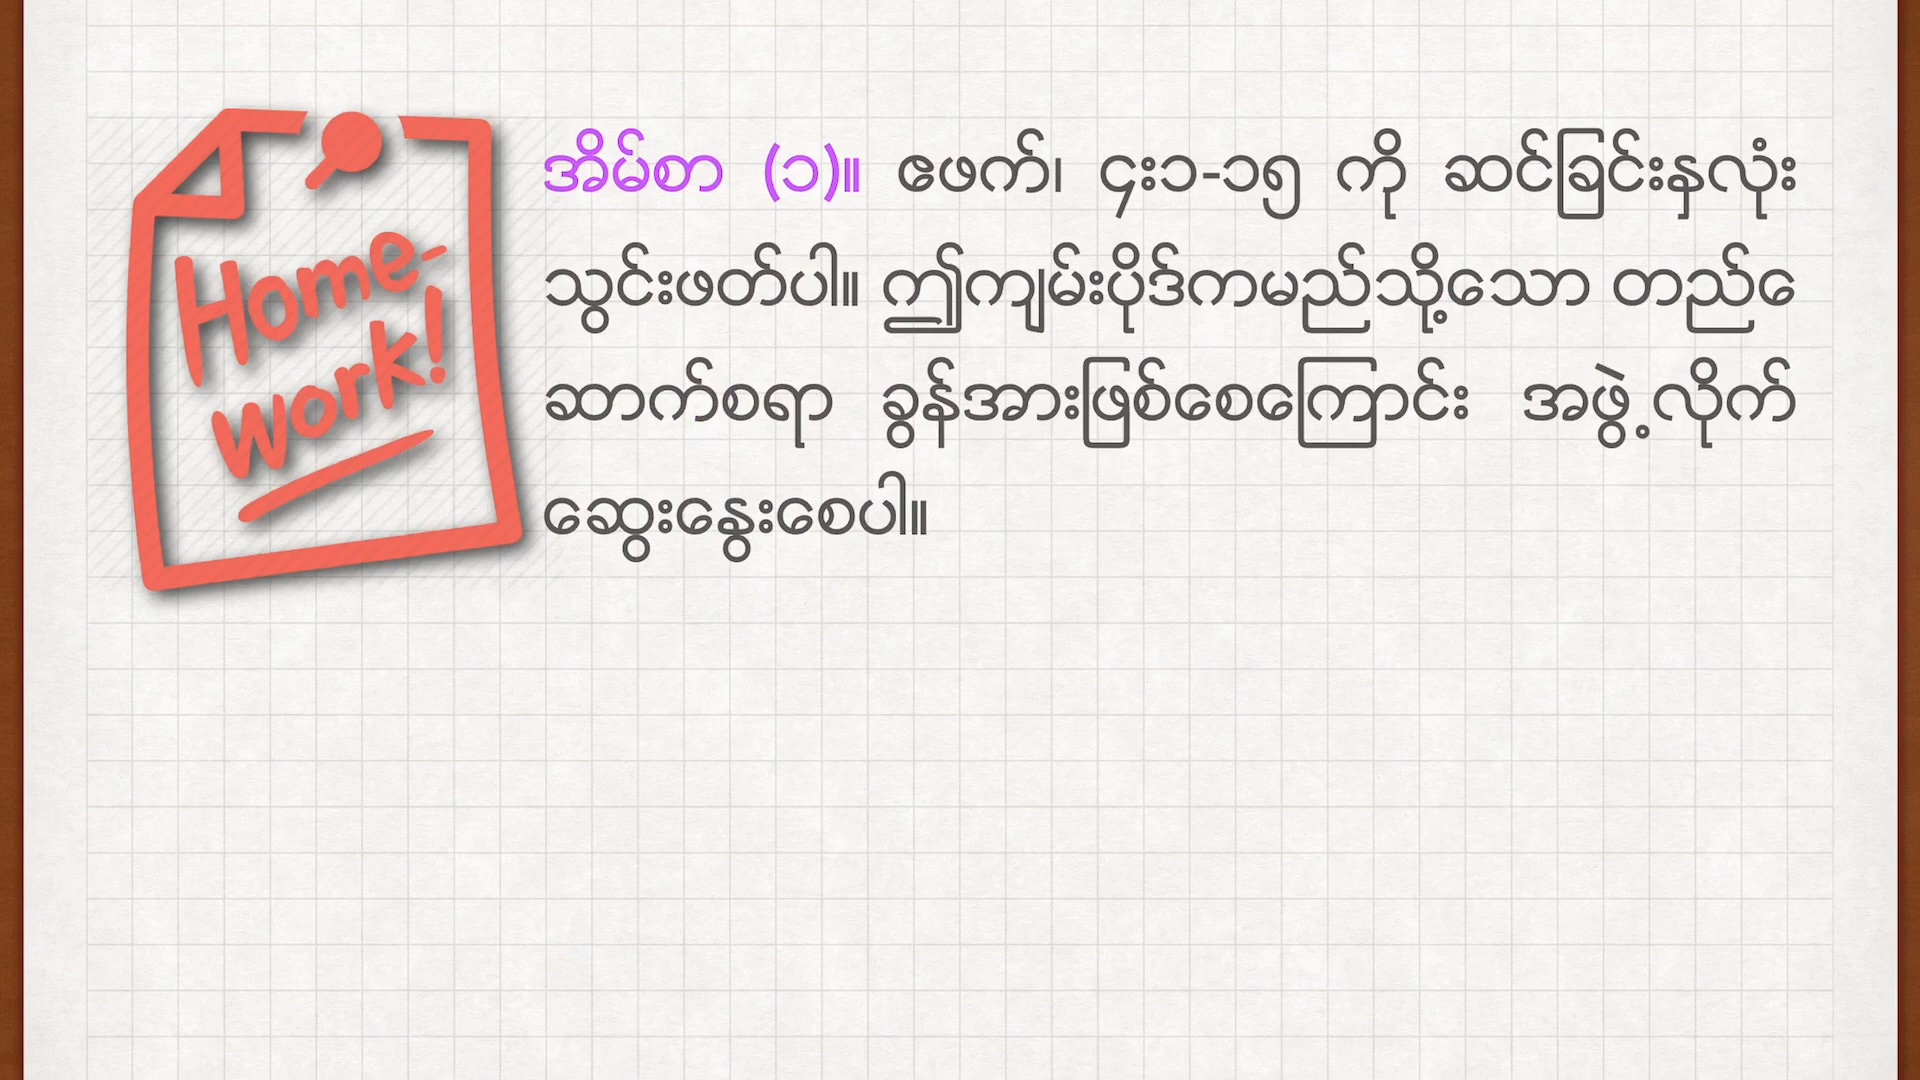 Home-
work!
အိမ်စာ (၁)။ ဧဖက်၊ ၄း၁-၁၅ ကို ဆင်ခြင်းနှလုံး
သွင်းဖတ်ပါ။ ဤကျမ်းပိုဒ်ကမည်သို့သော တည်ေ
ဆာက်စရာ ခွန်အားဖြစ်စေကြောင်း အဖွဲ့လိုက်
ဆွေးနွေးစေပါ။